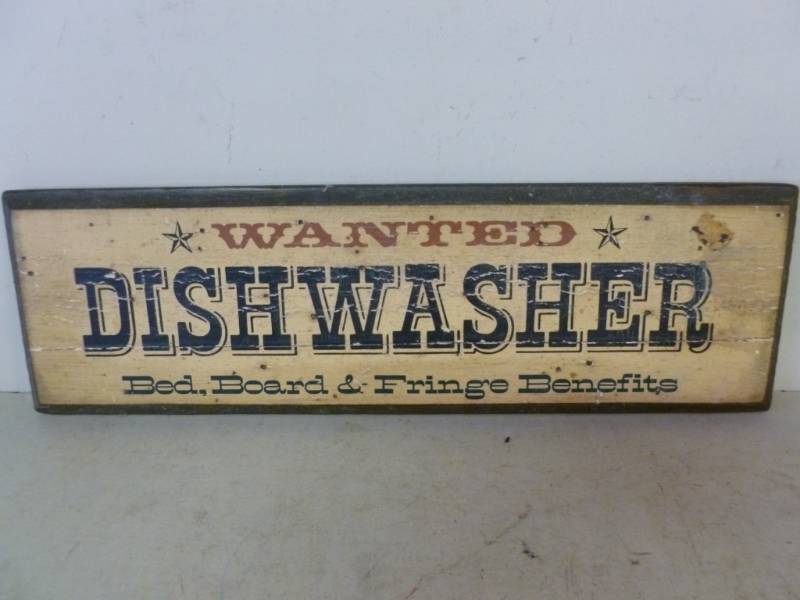 WANTED
DISHWASHER
Bed, Board & Fringe Benefits